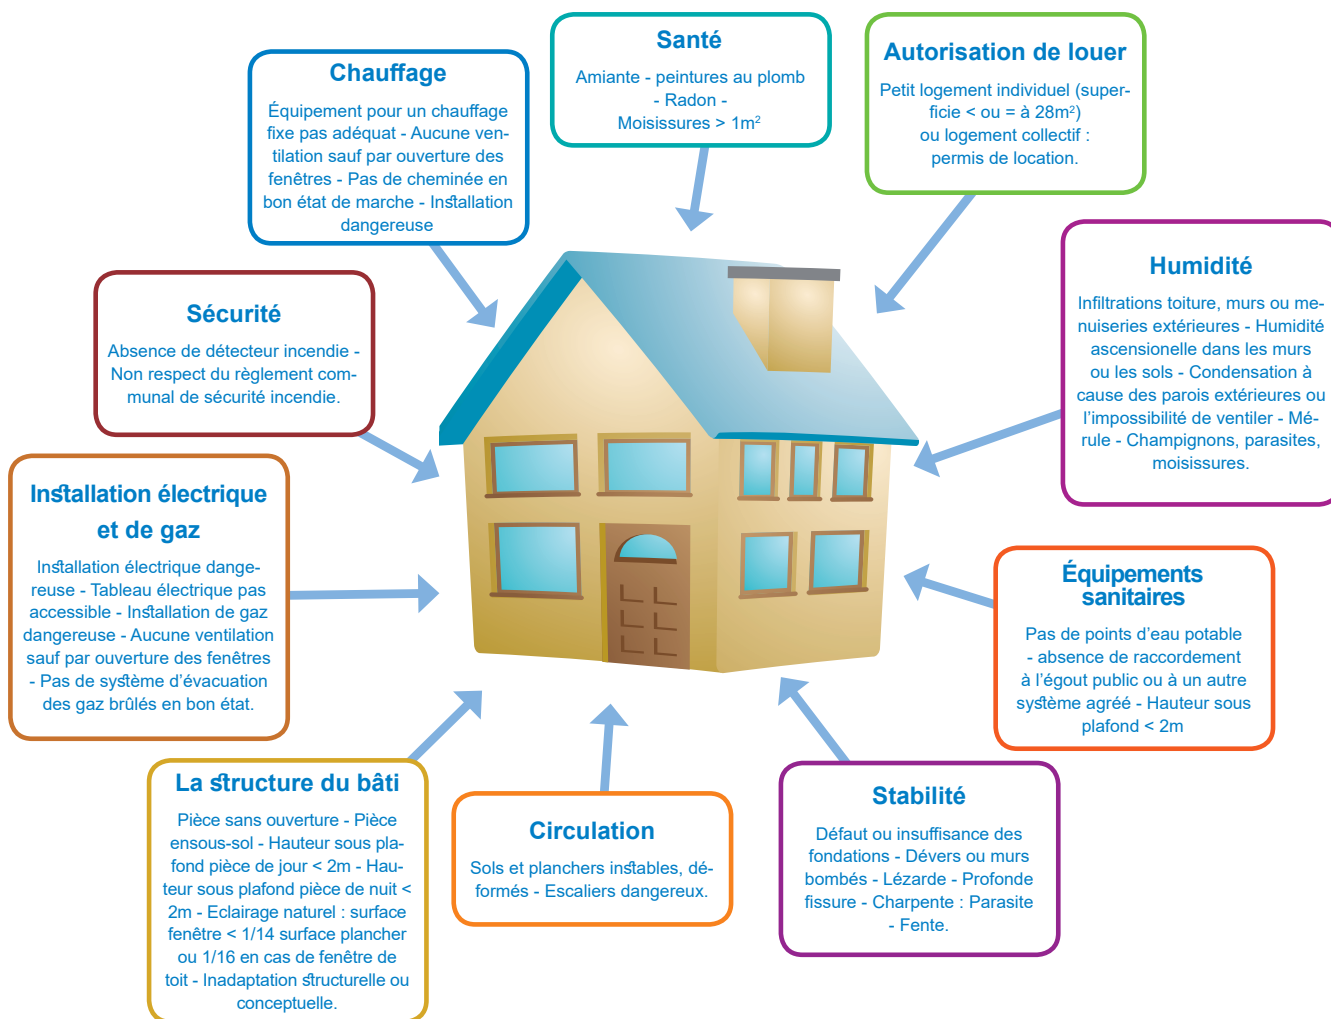 Santé
Amiante - peintures au plomb
- Radon -
Moisissures > 1m²
Autorisation de louer
Petit logement individuel (super-
ficie < ou = à 28m²)
ou logement collectif :
permis de location.
Chauffage
Équipement pour un chauffage
fixe pas adéquat - Aucune ven-
tilation sauf par ouverture des
fenêtres - Pas de cheminée en
bon état de marche - Installation
dangereuse
Humidité
Infiltrations toiture, murs ou me-
nuiseries extérieures - Humidité
ascensionelle dans les murs
ou les sols - Condensation à
cause des parois extérieures ou
l’impossibilité de ventiler - Mé-
rule - Champignons, parasites,
moisissures.
Sécurité
Absence de détecteur incendie -
Non respect du règlement com-
munal de sécurité incendie.
Installation électrique
et de gaz
Installation électrique dange-
reuse - Tableau électrique pas
accessible - Installation de gaz
dangereuse - Aucune ventilation
sauf par ouverture des fenêtres
- Pas de système d’évacuation
des gaz brûlés en bon état.
Équipements
sanitaires
Pas de points d’eau potable
- absence de raccordement
à l’égout public ou à un autre
système agréé - Hauteur sous
plafond < 2m
La structure du bâti
Pièce sans ouverture - Pièce
ensous-sol - Hauteur sous pla-
fond pièce de jour < 2m - Hau-
teur sous plafond pièce de nuit <
2m - Eclairage naturel : surface
fenêtre < 1/14 surface plancher
ou 1/16 en cas de fenêtre de
toit - Inadaptation structurelle ou
conceptuelle.
Circulation
Sols et planchers instables, dé-
formés - Escaliers dangereux.
Stabilité
Défaut ou insuffisance des
fondations - Dévers ou murs
bombés - Lézarde - Profonde
fissure - Charpente : Parasite
- Fente.